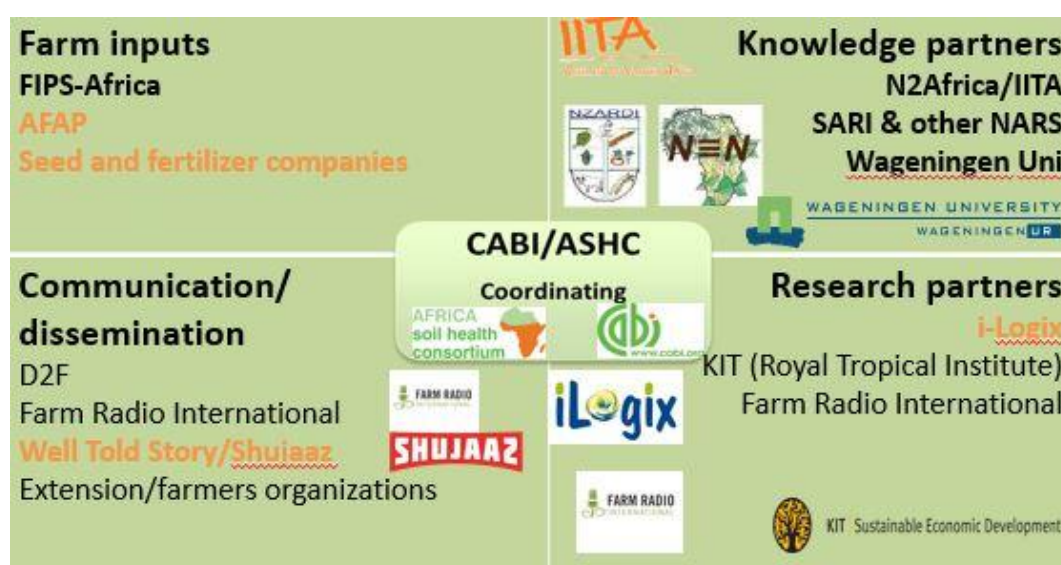 Farm inputs
FIPS-Africa
AFAP
Seed and fertilizer companies
IITA
Knowledge partners
N2Africa/IITA
SARI & other NARS
Wageningen Uni
NZARDI
N≡N
WAGENINGEN UNIVERSITY
WAGENINGEN UR
CABI/ASHC
Coordinating
AFRICA
soil health
consortium
cabi
www.cabi.org
Communication/
dissemination
D2F
Farm Radio International
Well Told Story/Shujaaz
Extension/farmers organizations
FARM RADIO
INTERNATIONAL
SHUJAAZ
Research partners
i-Logix
KIT (Royal Tropical Institute)
Farm Radio International
iLogix
FARM RADIO
INTERNATIONAL
KIT Sustainable Economic Development